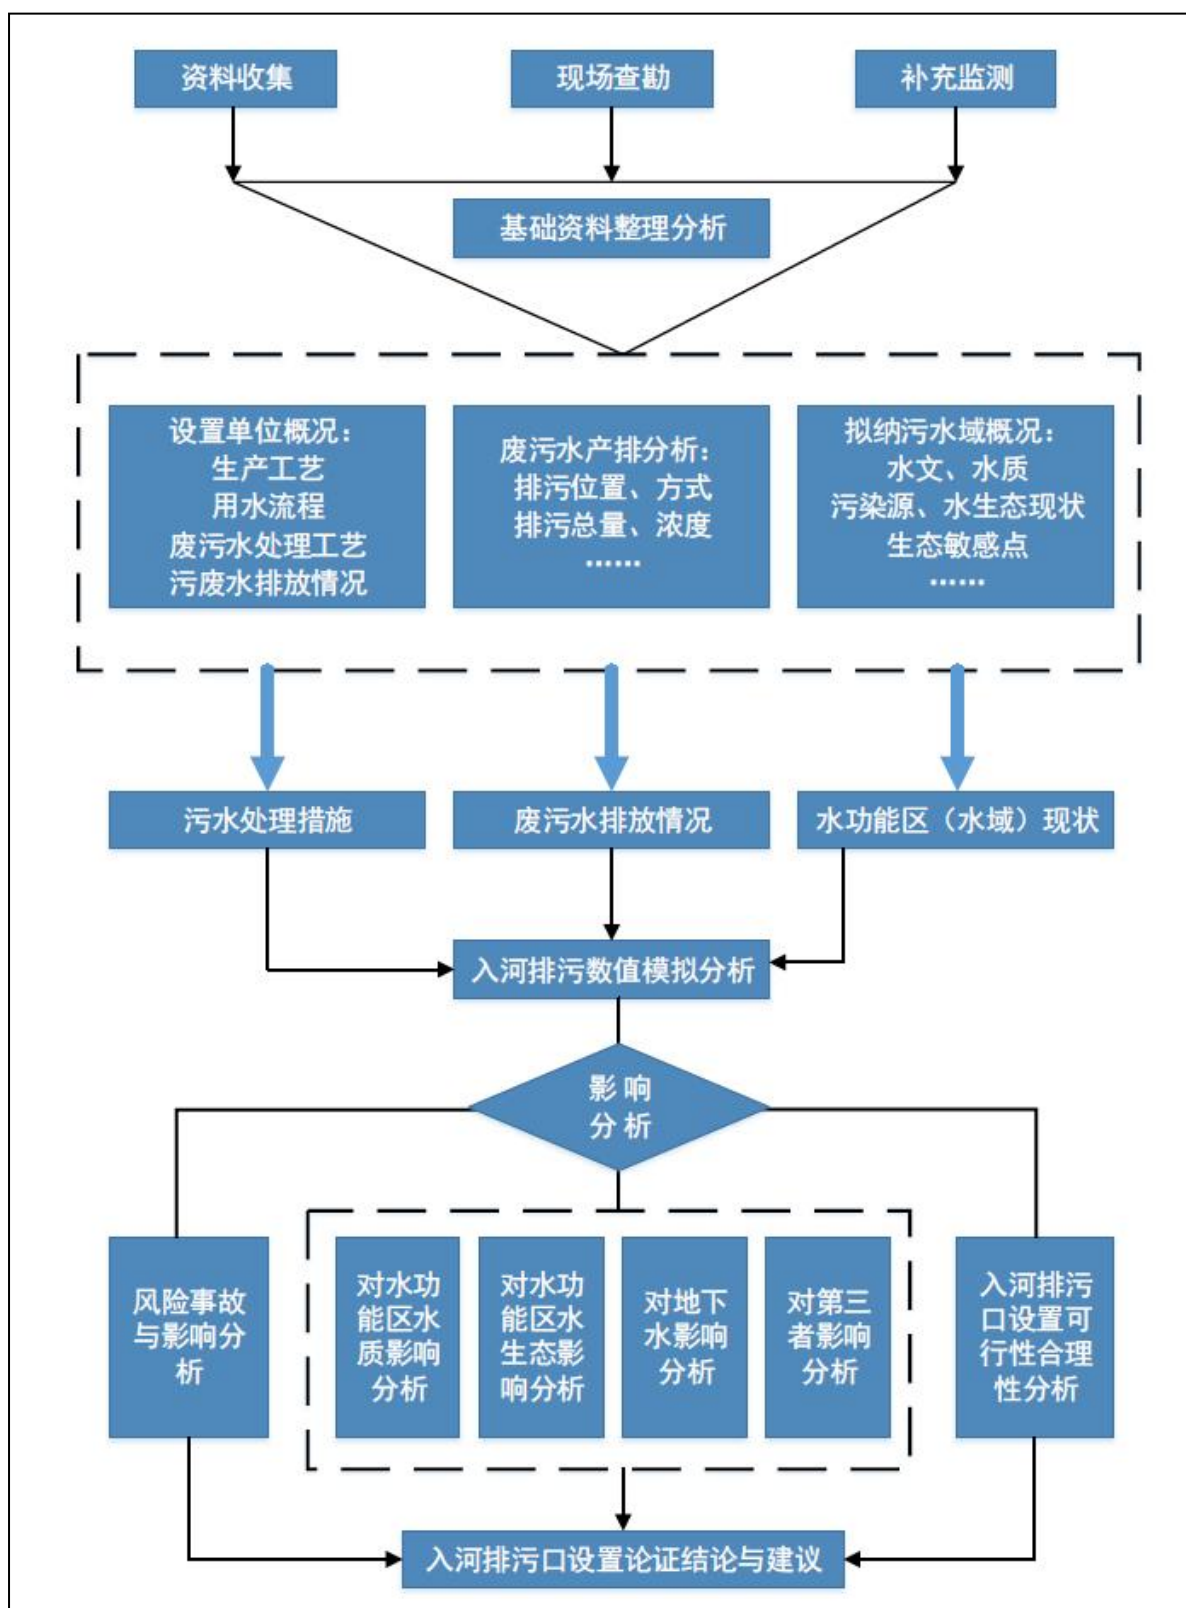 资料收集
现场查勘
补充监测
基础资料整理分析
设置单位概况：
生产工艺
用水流程
废污水处理工艺
污废水排放情况
废污水产排分析：
排污位置、方式
排污总量、浓度
······
拟纳污水域概况：
水文、水质
污染源、水生态现状
生态敏感点
······
污水处理措施
废污水排放情况
水功能区（水域）现状
入河排污数值模拟分析
影 响
分 析
风险事故
与影响分
析
对水功
能区水
质影响
分析
对水功
能区水
生态影
响分析
对地下
水影响
分析
对第三
者影响
分析
入河排污
口设置可
行性合理
性分析
入河排污口设置论证结论与建议